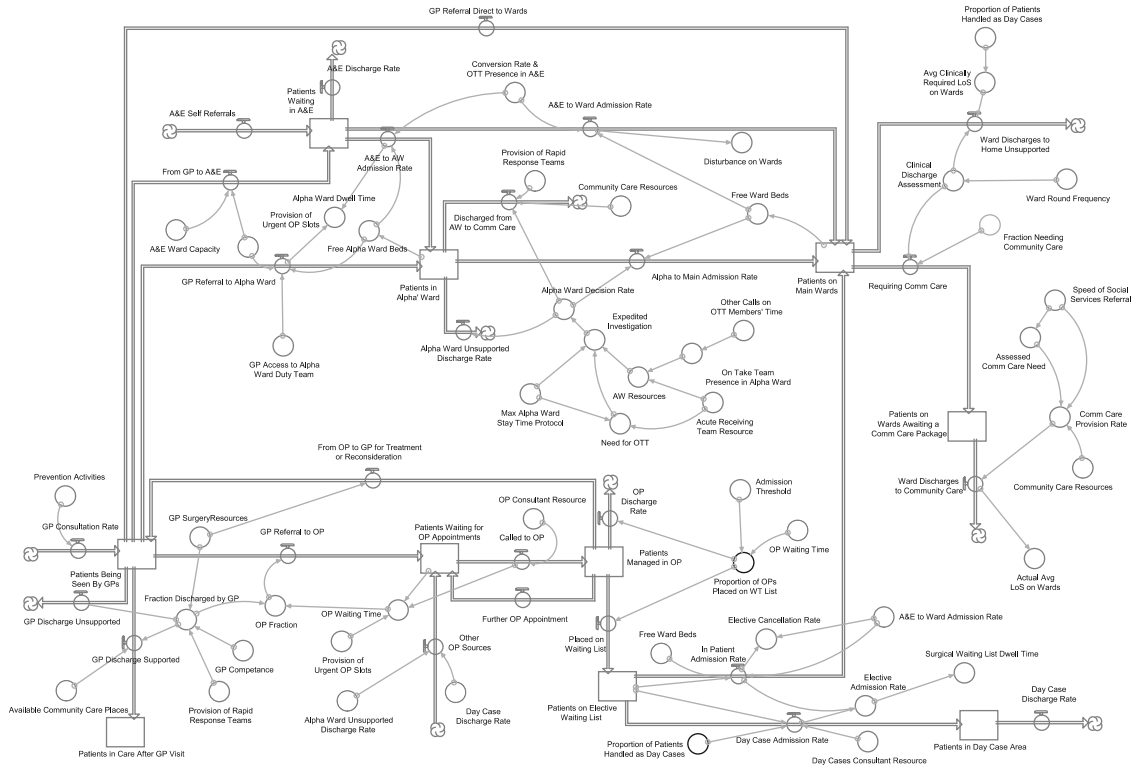 GP Referral Direct to Wards
Proportion of Patients
Handled as Day Cases
A&E Discharge Rate
Patients
Waiting
in A&E
Conversion Rate &
OTT Presence in A&E
Avg Clinically
Required LoS
on Wards
A&E Self Referrals
A&E to Ward Admission Rate
Ward Discharges to
Home Unsupported
A&E to AW
Admission Rate
Disturbance on Wards
Provision of Rapid
Response Teams
From GP to A&E
Clinical
Discharge
Assessment
Community Care Resources
Free Ward Beds
Alpha Ward Dwell Time
Ward Round Frequency
Provision of
Urgent OP Slots
Discharged from
AW to Comm Care
A&E Ward Capacity
Free Alpha Ward Beds
Fraction Needing
Community Care
GP Referral to Alpha Ward
Patients in
Alpha' Ward
Alpha to Main Admission Rate
Patients on
Main Wards
Requiring Comm Care
Alpha Ward Decision Rate
Speed of Social
Services Referral
Other Calls on
OTT Members' Time
Expedited
Investigation
Alpha Ward Unsupported
Discharge Rate
GP Access to Alpha
Ward Duty Team
Assessed
Comm Care Need
On Take Team
Presence in Alpha Ward
AW Resources
Max Alpha Ward
Stay Time Protocol
Need for OTT
Acute Receiving
Team Resource
Patients on
Wards Awaiting a
Comm Care Package
Comm Care
Provision Rate
From OP to GP for Treatment
or Reconsideration
Prevention Activities
OP Consultant Resource
OP
Discharge
Rate
Admission
Threshold
Ward Discharges
to Community Care
Community Care Resources
GP Consultation Rate
GP SurgeryResources
GP Referral to OP
Patients Waiting for
OP Appointments
Called to OP
OP Waiting Time
Patients
Managed in OP
Patients Being
Seen By GPs
Proportion of OPs
Placed on WT List
Actual Avg
LoS on Wards
Fraction Discharged by GP
GP Discharge Unsupported
OP Fraction
OP Waiting Time
Further OP Appointment
A&E to Ward Admission Rate
Elective Cancellation Rate
Placed on
Waiting List
Free Ward Beds
In Patient
Admission Rate
Other
OP Sources
GP Discharge Supported
GP Competence
Provision of
Urgent OP Slots
Surgical Waiting List Dwell Time
Elective
Admission Rate
Available Community Care Places
Provision of Rapid
Response Teams
Alpha Ward Unsupported
Discharge Rate
Day Case
Discharge Rate
Patients on Elective
Waiting List
Day Case
Discharge Rate
Patients in Care After GP Visit
Proportion of Patients
Handled as Day Cases
Day Case Admission Rate
Patients in Day Case Area
Day Cases Consultant Resource